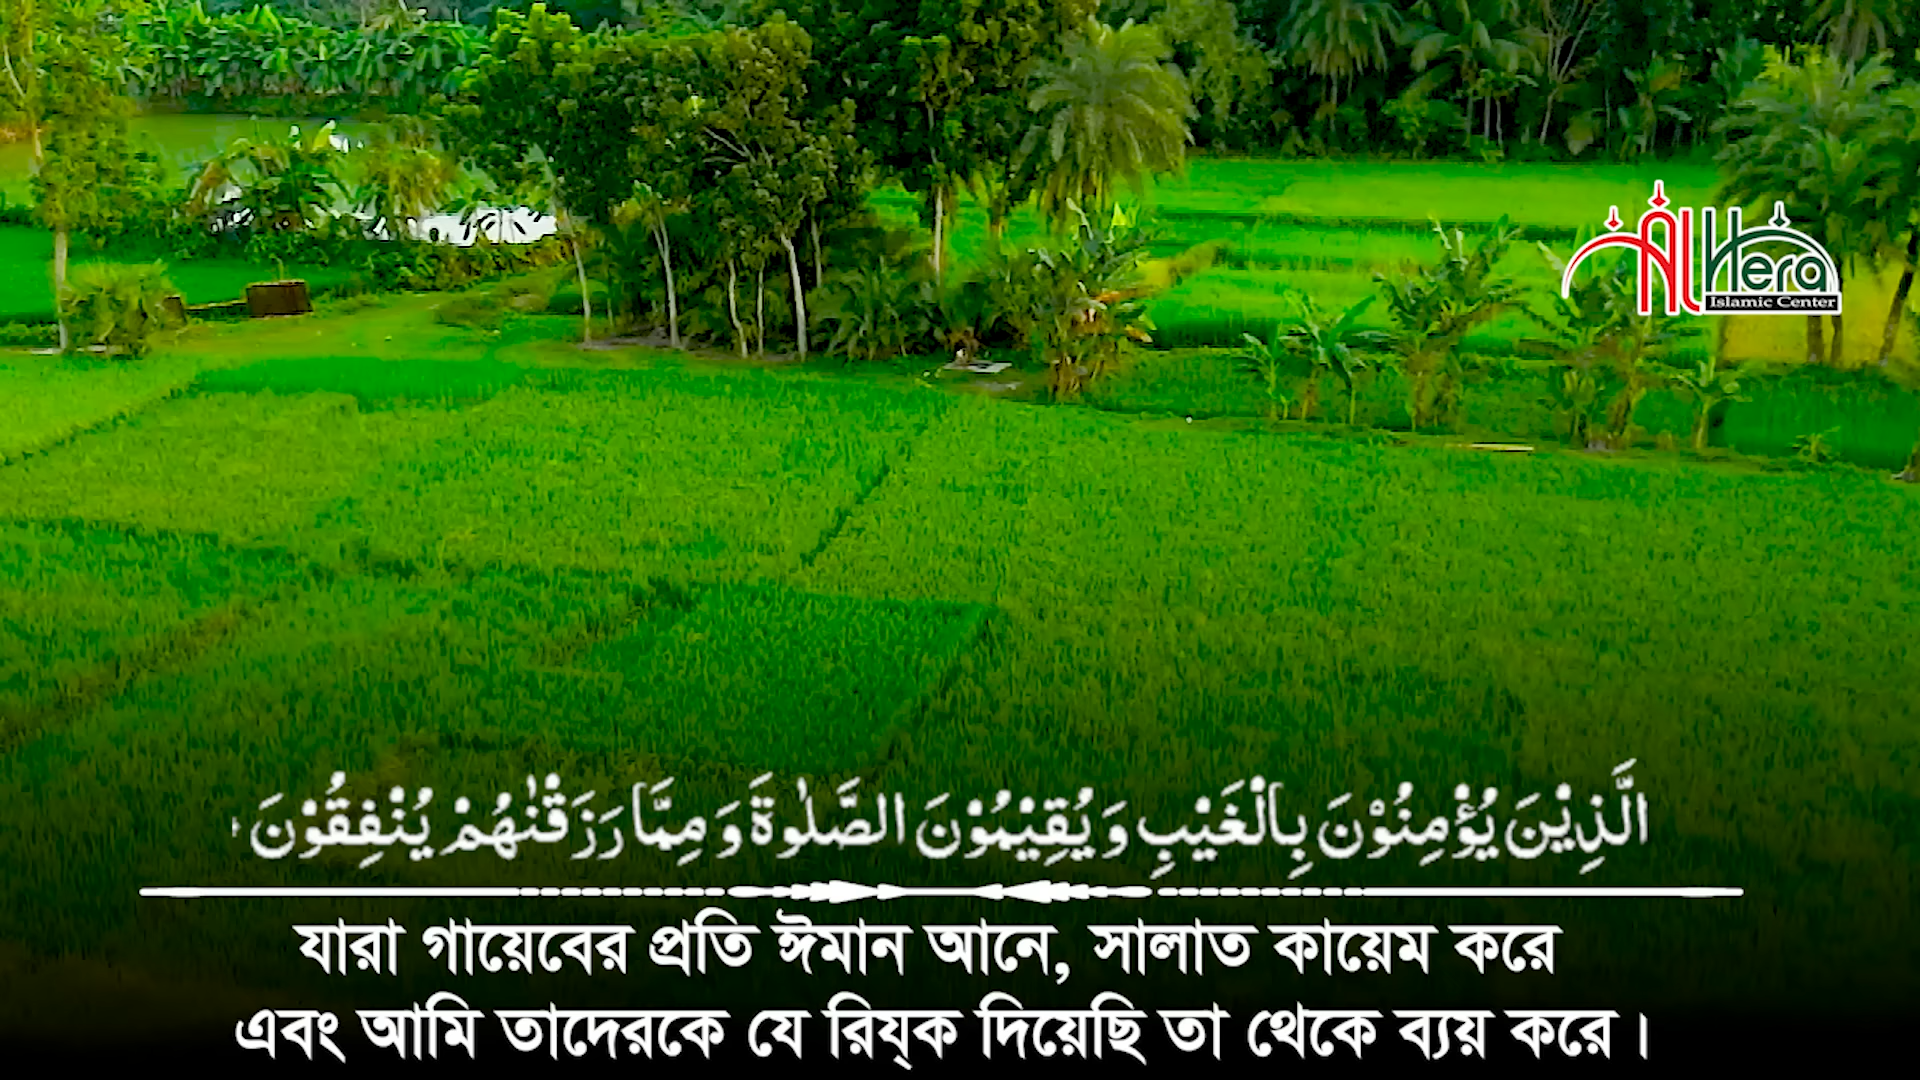 AL Hera
Islamic Center
الَّذِيْنَ يُؤْمِنُوْنَ بِالْغَيْبِ وَيُقِيْمُوْنَ الصَّلٰوةَ وَمِمَّا رَزَقْنٰهُمْ يُنْفِقُوْنَ
যারা গায়েবের প্রতি ঈমান আনে, সালাত কায়েম করে
এবং আমি তাদেরকে যে রিয্ক দিয়েছি তা থেকে ব্যয় করে।